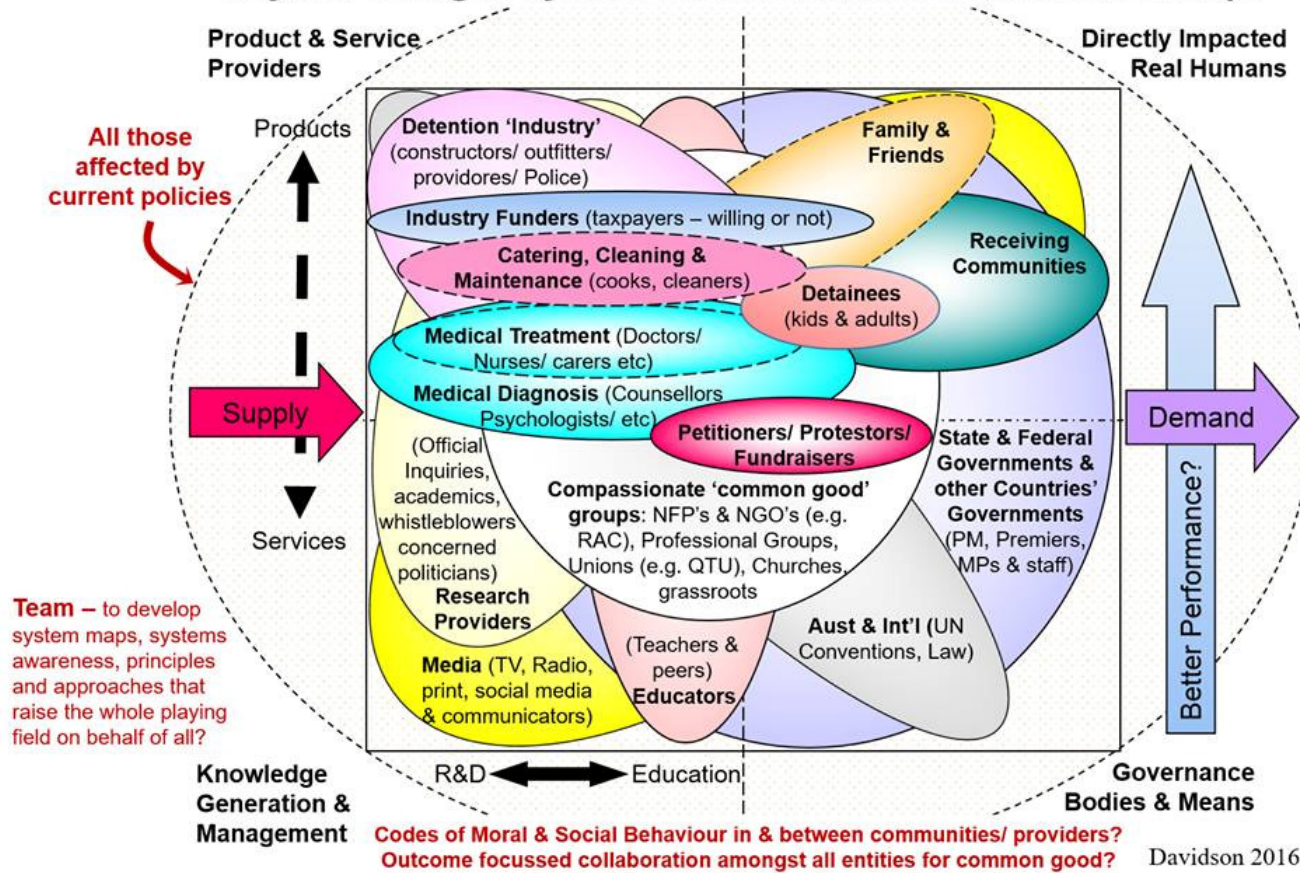 Product & Service
Providers
Directly Impacted
Real Humans
All those
affected by
current policies
Products
Services
Supply
Detention ‘Industry’
(constructors/ outfitters/
providores/ Police)
Industry Funders (taxpayers – willing or not)
Catering, Cleaning &
Maintenance (cooks, cleaners)
Medical Treatment (Doctors/
Nurses/ carers etc)
Medical Diagnosis (Counsellors
Psychologists/ etc)
Family &
Friends
Receiving
Communities
Detainees
(kids & adults)
Petitioners/ Protestors/
Fundraisers
(Official
Inquiries,
academics,
whistleblowers
concerned
politicians)
Research
Providers
Compassionate ‘common good’
groups: NFP's & NGO's (e.g.
RAC), Professional Groups,
Unions (e.g. QTU), Churches,
grassroots
State & Federal
Governments &
other Countries’
Governments
(PM, Premiers,
MPs & staff)
Media (TV, Radio,
print, social media
& communicators)
(Teachers &
peers)
Educators
Aust & Int'l (UN
Conventions, Law)
Demand
Better Performance?
Team – to develop
system maps, systems
awareness, principles
and approaches that
raise the whole playing
field on behalf of all?
Knowledge
Generation &
Management
R&D
Education
Governance
Bodies & Means
Codes of Moral & Social Behaviour in & between communities/ providers?
Outcome focussed collaboration amongst all entities for common good?
Davidson 2016